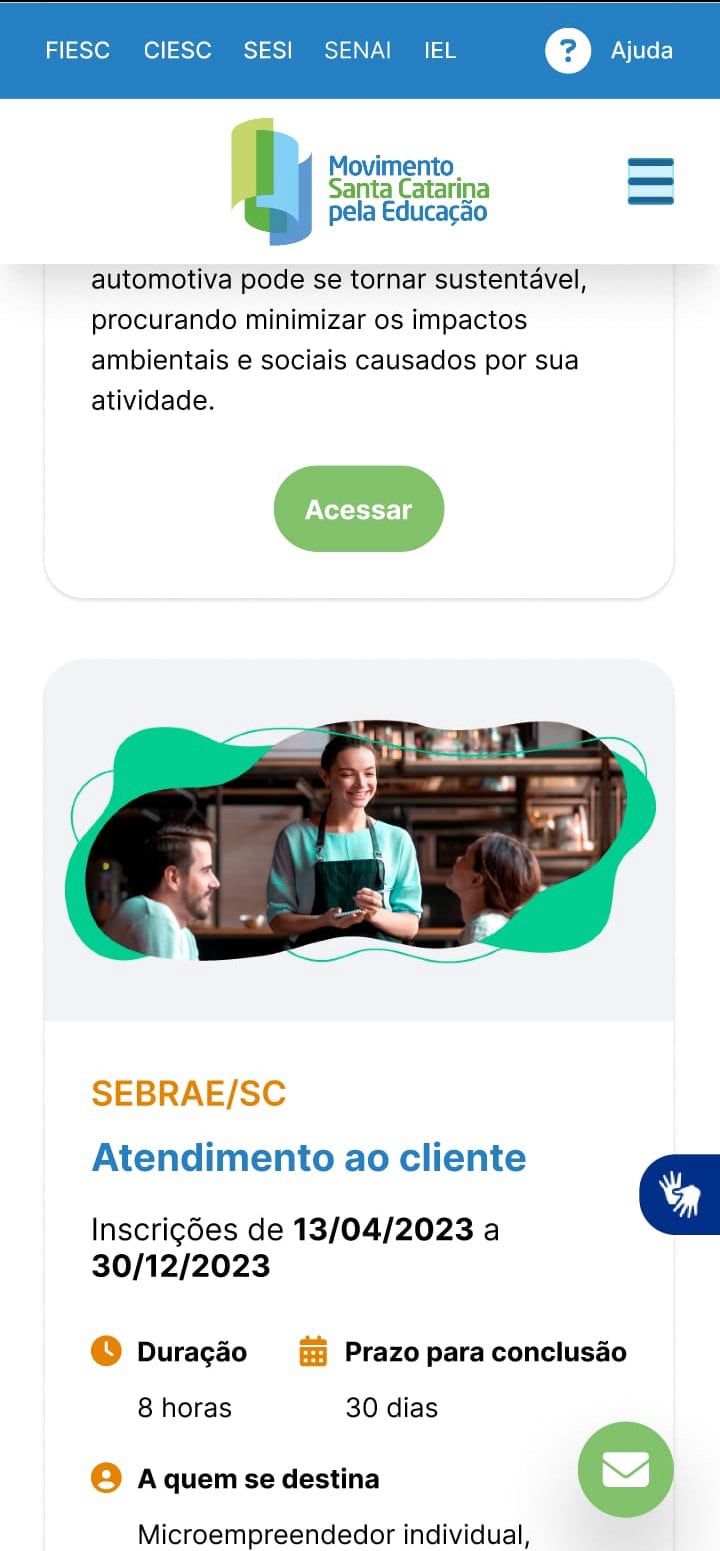 FIESC CIESC SESI SENAI IEL ? Ajuda
Movimento
Santa Catarina
pela Educação
automotiva pode se tornar sustentável,
procurando minimizar os impactos
ambientais e sociais causados por sua
atividade.
Acessar
SEBRAE/SC
Atendimento ao cliente
Inscrições de 13/04/2023 a
30/12/2023
Duração Prazo para conclusão
8 horas 30 dias
A quem se destina
Microempreendedor individual,